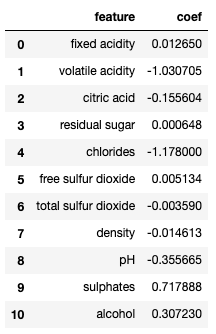 feature coef
0 fixed acidity 0.012650
1 volatile acidity -1.030705
2 citric acid -0.155604
3 residual sugar 0.000648
4 chlorides -1.178000
5 free sulfur dioxide 0.005134
6 total sulfur dioxide -0.003590
7 density -0.014613
8 pH -0.355665
9 sulphates 0.717888
10 alcohol 0.307230